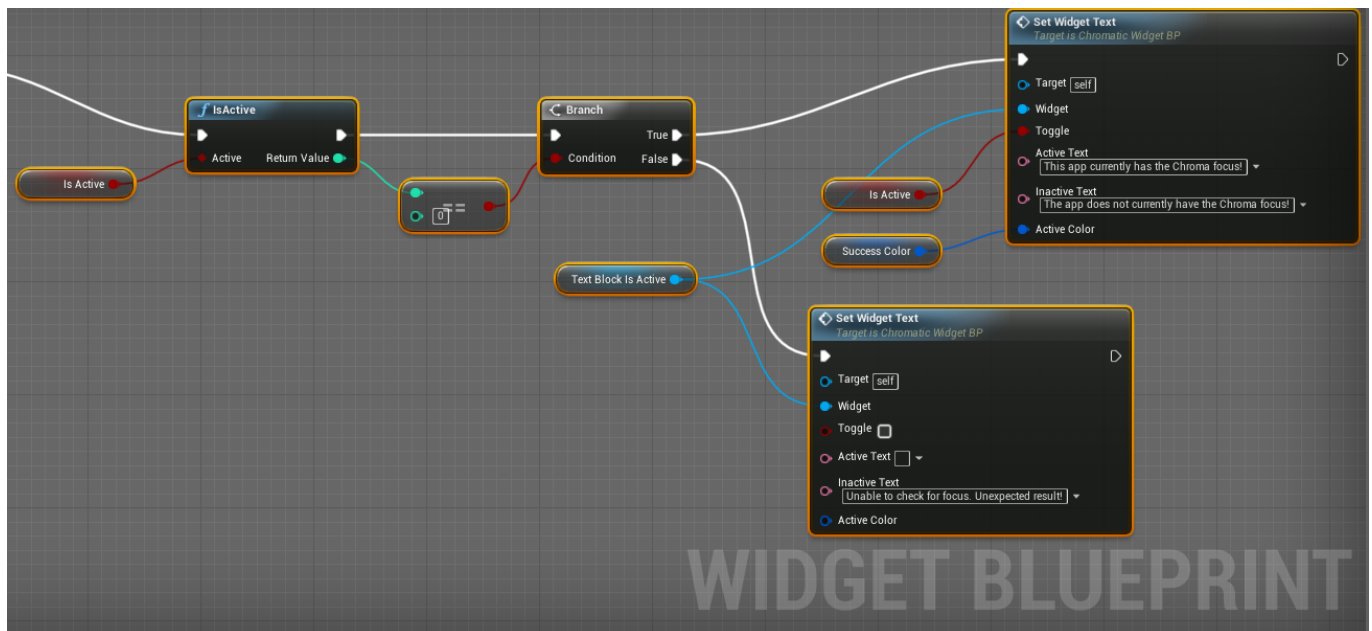 Set Widget Text
Target is Chromatic Widget BP
Target self
Widget
Toggle
Active Text
This app currently has the Chroma focus!
Inactive Text
The app does not currently have the Chroma focus!
Active Color
f IsActive
Active Return Value
Is Active
0 ==
Branch
True
Condition False
Is Active
Success Color
Text Block Is Active
Set Widget Text
Target is Chromatic Widget BP
Target self
Widget
Toggle
Active Text
Inactive Text
Unable to check for focus. Unexpected result!
Active Color
WIDGET BLUEPRINT